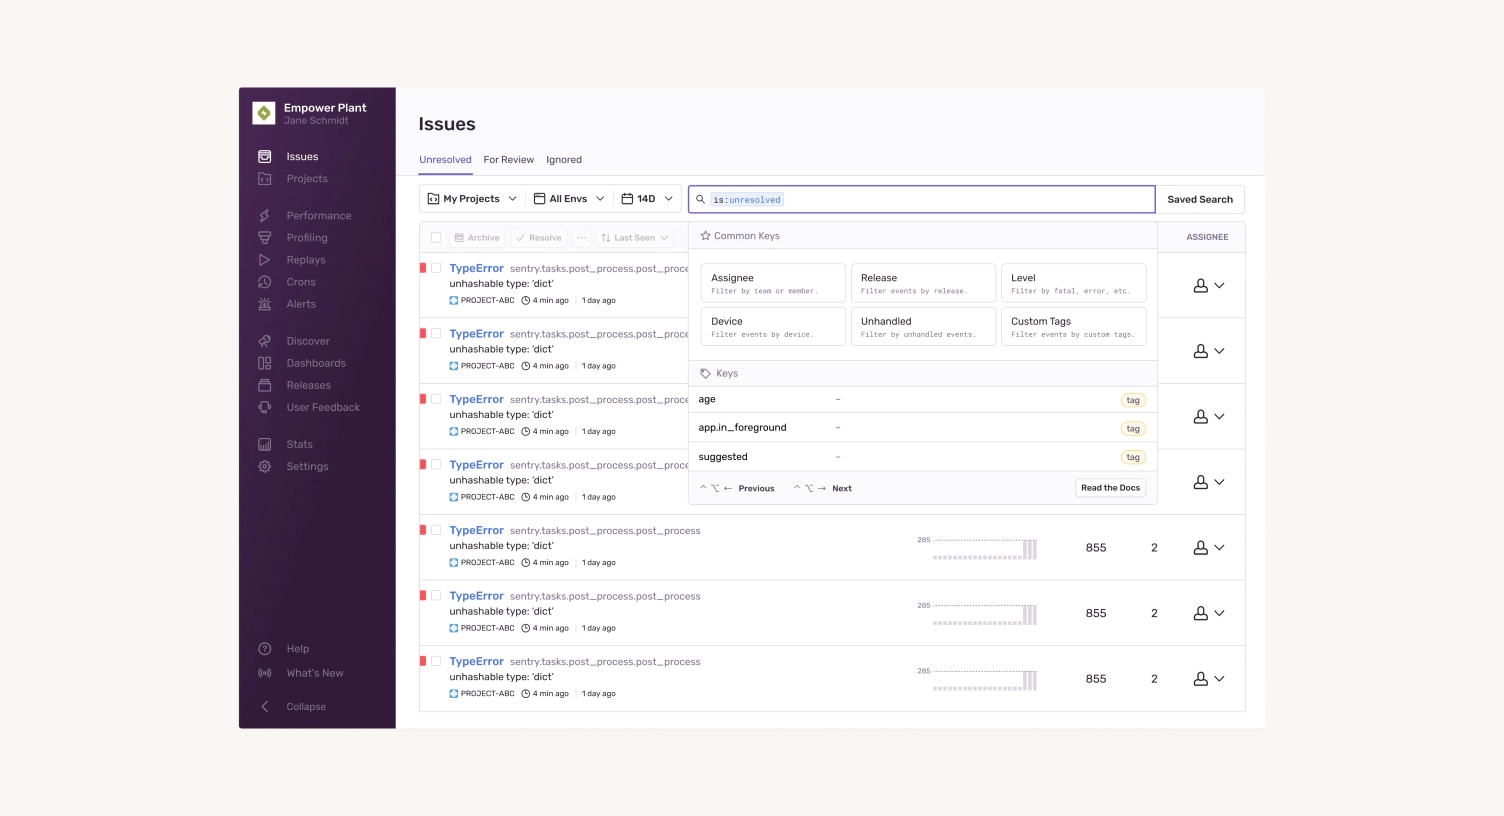 Empower Plant
Jane Schmidt
Issues
Projects
Performance
Profiling
Replays
Crons
Alerts
Discover
Dashboards
Releases
User Feedback
Stats
Settings
Help
What's New
Collapse
Issues
Unresolved For Review Ignored
My Projects All Envs 14D is:unresolved Saved Search
Archive Resolve ... Last Seen ASSIGNEE
Common Keys
Assignee Release Level
Filter by team or member. Filter events by release. Filter by fatal, error, etc.
Device Unhandled Custom Tags
Filter events by device. Filter by unhandled events. Filter events by custom tags.
Keys
age – tag
app.in_foreground – tag
suggested – tag
Previous Next Read the Docs
TypeError sentry.tasks.post_process.post_proce
unhashable type: 'dict'
PROJECT-ABC 4 min ago | 1 day ago
TypeError sentry.tasks.post_process.post_proce
unhashable type: 'dict'
PROJECT-ABC 4 min ago | 1 day ago
TypeError sentry.tasks.post_process.post_proce
unhashable type: 'dict'
PROJECT-ABC 4 min ago | 1 day ago
TypeError sentry.tasks.post_process.post_proce
unhashable type: 'dict'
PROJECT-ABC 4 min ago | 1 day ago
TypeError sentry.tasks.post_process.post_process
unhashable type: 'dict' 285 855 2
PROJECT-ABC 4 min ago | 1 day ago
TypeError sentry.tasks.post_process.post_process
unhashable type: 'dict' 285 855 2
PROJECT-ABC 4 min ago | 1 day ago
TypeError sentry.tasks.post_process.post_process
unhashable type: 'dict' 285 855 2
PROJECT-ABC 4 min ago | 1 day ago